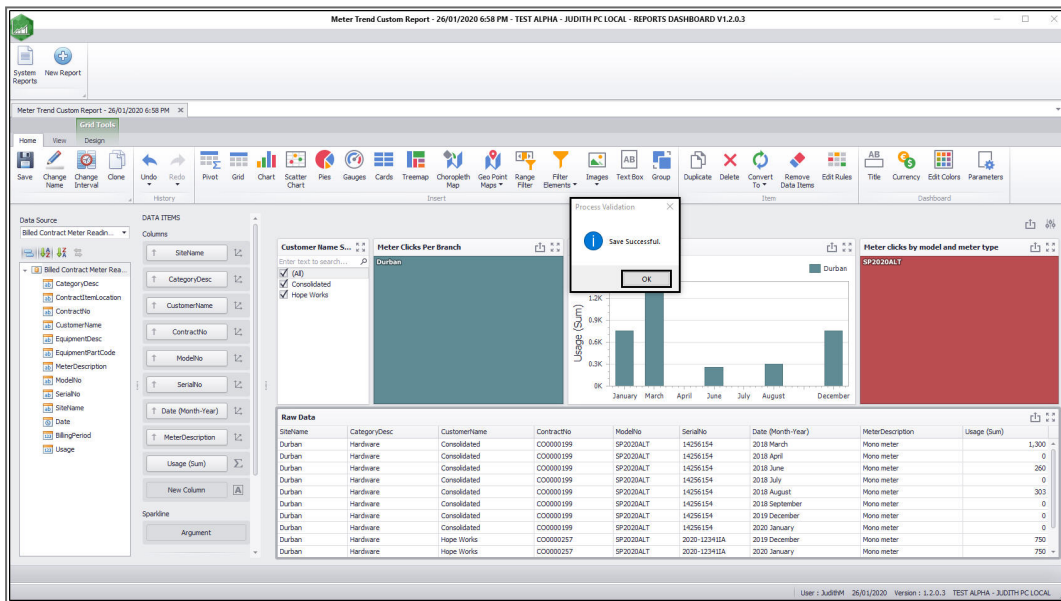 Meter Trend Custom Report - 26/01/2020 6:58 PM - TEST ALPHA - JUDITH PC LOCAL - REPORTS DASHBOARD V1.2.0.3
System Reports
New Report
Meter Trend Custom Report - 26/01/2020 6:58 PM
Grid Tools
Home View Design
Save Change Name Change Interval Clone Undo Redo Pivot Grid Chart Scatter Chart Pies Gauges Cards Treemap Choropleth Map Geo Point Maps Range Filter Filter Elements Images Text Box Group Duplicate Delete Convert To Remove Data Items Edit Rules Title Currency Edit Colors Parameters
History Insert Item Dashboard
Data Source
Billed Contract Meter Readin...
Billed Contract Meter Rea...
CategoryDesc
ContractItemLocation
ContractNo
CustomerName
EquipmentDesc
EquipmentPartCode
MeterDescription
ModelNo
SerialNo
SiteName
Date
BillingPeriod
Usage
DATA ITEMS
Columns
SiteName
CategoryDesc
CustomerName
ContractNo
ModelNo
SerialNo
Date (Month-Year)
MeterDescription
Usage (Sum)
New Column
Sparkline
Argument
Customer Name S...
Enter text to search...
(All)
Consolidated
Hope Works
Meter Clicks Per Branch
Durban
Process Validation
Save Successful.
OK
Durban
Usage (Sum)
1.2K
0.9K
0.6K
0.3K
0K
January March April June July August December
Meter clicks by model and meter type
SP2020ALT
Raw Data
SiteName CategoryDesc CustomerName ContractNo ModelNo SerialNo Date (Month-Year) MeterDescription Usage (Sum)
Durban Hardware Consolidated CO0000199 SP2020ALT 14256154 2018 March Mono meter 1,300
Durban Hardware Consolidated CO0000199 SP2020ALT 14256154 2018 April Mono meter 0
Durban Hardware Consolidated CO0000199 SP2020ALT 14256154 2018 June Mono meter 260
Durban Hardware Consolidated CO0000199 SP2020ALT 14256154 2018 July Mono meter 0
Durban Hardware Consolidated CO0000199 SP2020ALT 14256154 2018 August Mono meter 303
Durban Hardware Consolidated CO0000199 SP2020ALT 14256154 2018 September Mono meter 0
Durban Hardware Consolidated CO0000199 SP2020ALT 14256154 2019 December Mono meter 0
Durban Hardware Consolidated CO0000199 SP2020ALT 14256154 2020 January Mono meter 0
Durban Hardware Hope Works CO0000257 SP2020ALT 2020-12341IA 2019 December Mono meter 750
Durban Hardware Hope Works CO0000257 SP2020ALT 2020-12341IA 2020 January Mono meter 750
User : JudithM 26/01/2020 Version : 1.2.0.3 TEST ALPHA - JUDITH PC LOCAL